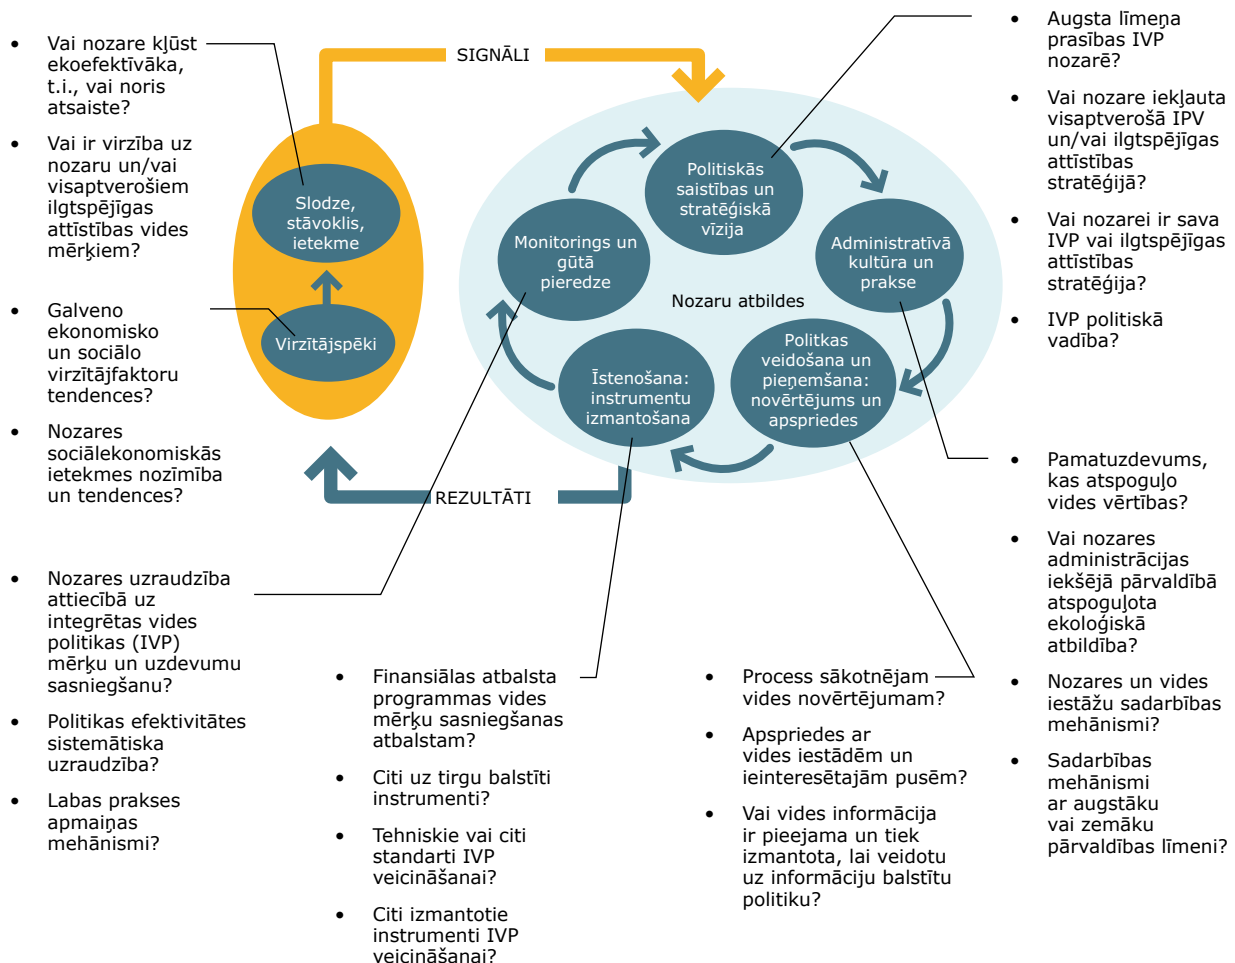 • Vai nozare kļūst
ekoefektīvāka,
t.i., vai noris
atsaiste?
• Vai ir virzība uz
nozaru un/vai
visaptverošiem
ilgtspējīgas
attīstības vides
mērķiem?
• Galveno
ekonomisko
un sociālo
virzītājfaktoru
tendences?
• Nozares
sociālekonomiskās
ietekmes nozīmība
un tendences?
• Nozares uzraudzība
attiecībā uz
integrētas vides
politikas (IVP)
mērķu un uzdevumu
sasniegšanu?
• Politikas efektivitātes
sistemātiska
uzraudzība?
• Labas prakses
apmaiņas
mehānismi?
SIGNĀLI
Slodze,
stāvoklis,
ietekme
Virzītājspēki
Politiskās
saistības un
stratēģiskā
vīzija
Monitorings un
gūtā
pieredze
Administratīvā
kultūra un
prakse
Nozaru atbildes
Īstenošana:
instrumentu
izmantošana
Politkas
veidošana un
pieņemšana:
novērtējums un
apspriedes
REZULTĀTI
• Finansiālas atbalsta
programmas vides
mērķu sasniegšanas
atbalstam?
• Citi uz tirgu balstīti
instrumenti?
• Tehniskie vai citi
standarti IVP
veicināšanai?
• Citi izmantotie
instrumenti IVP
veicināšanai?
• Process sākotnējam
vides novērtējumam?
• Apspriedes ar
vides iestādēm un
ieinteresētajām pusēm?
• Vai vides informācija
ir pieejama un tiek
izmantota, lai veidotu
uz informāciju balstītu
politiku?
• Augsta līmeņa
prasības IVP
nozarē?
• Vai nozare iekļauta
visaptverošā IPV
un/vai ilgtspējīgas
attīstības
stratēģijā?
• Vai nozarei ir sava
IVP vai ilgtspējīgas
attīstības
stratēģija?
• IVP politiskā
vadība?
• Pamatuzdevums,
kas atspoguļo
vides vērtības?
• Vai nozares
administrācijas
iekšējā pārvaldībā
atspoguļota
ekoloģiskā
atbildība?
• Nozares un vides
iestāžu sadarbības
mehānismi?
• Sadarbības
mehānismi
ar augstāku
vai zemāku
pārvaldības līmeni?